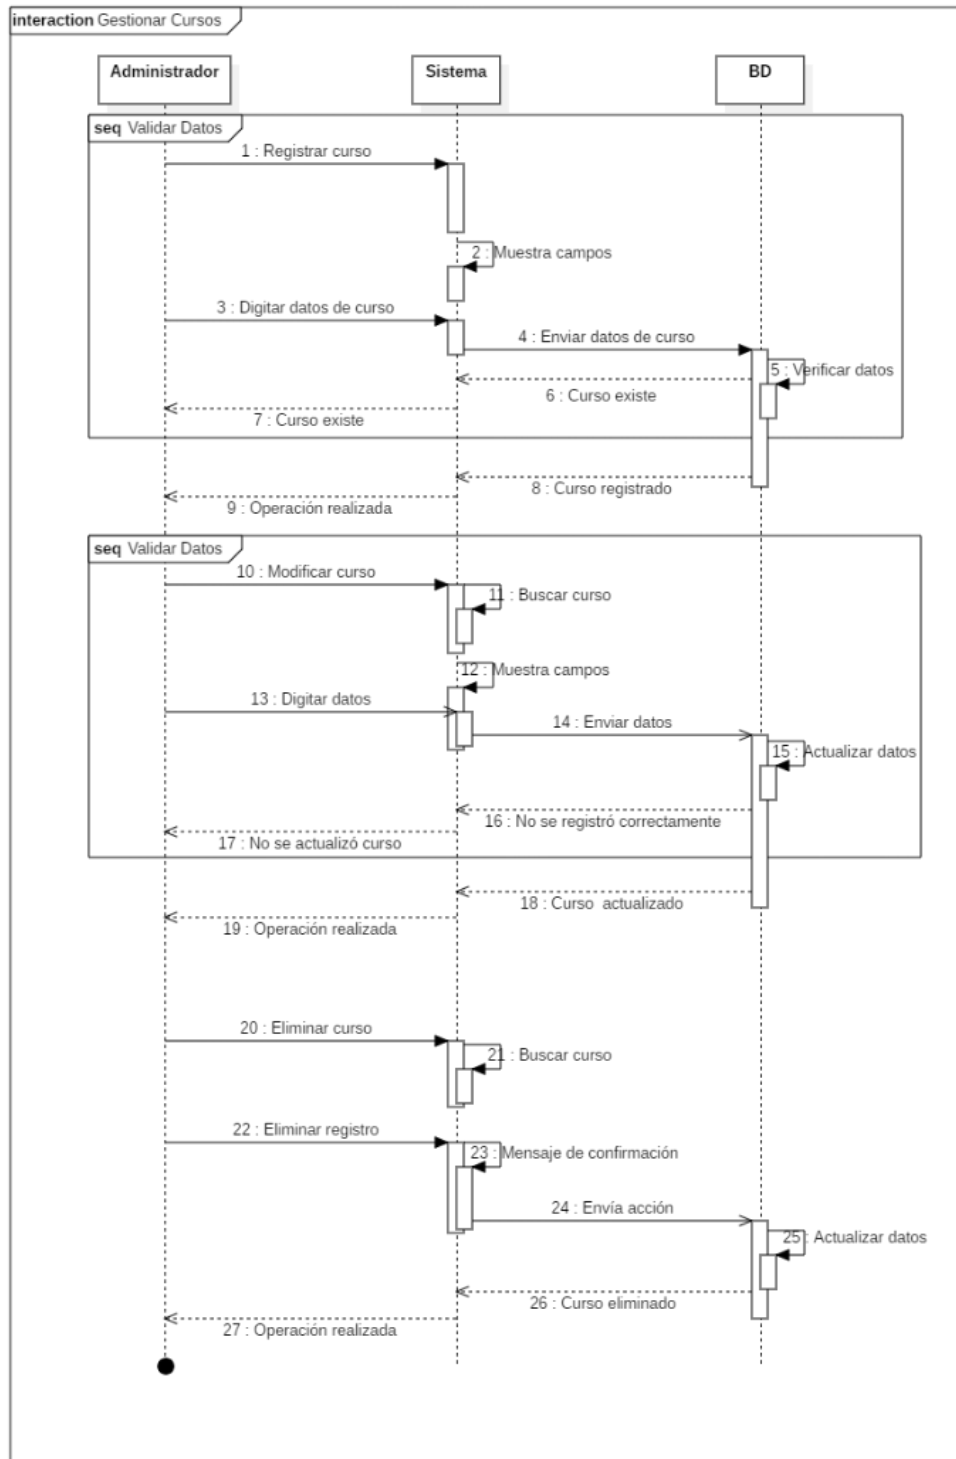 interaction Gestionar Cursos
Administrador
Sistema
BD
seq Validar Datos
1 : Registrar curso
2 : Muestra campos
3 : Digitar datos de curso
4 : Enviar datos de curso
5 : Verificar datos
6 : Curso existe
7 : Curso existe
8 : Curso registrado
9 : Operación realizada
seq Validar Datos
10 : Modificar curso
11 : Buscar curso
12 : Muestra campos
13 : Digitar datos
14 : Enviar datos
15 : Actualizar datos
16 : No se registró correctamente
17 : No se actualizó curso
18 : Curso actualizado
19 : Operación realizada
20 : Eliminar curso
21 : Buscar curso
22 : Eliminar registro
23 : Mensaje de confirmación
24 : Envía acción
25 : Actualizar datos
26 : Curso eliminado
27 : Operación realizada